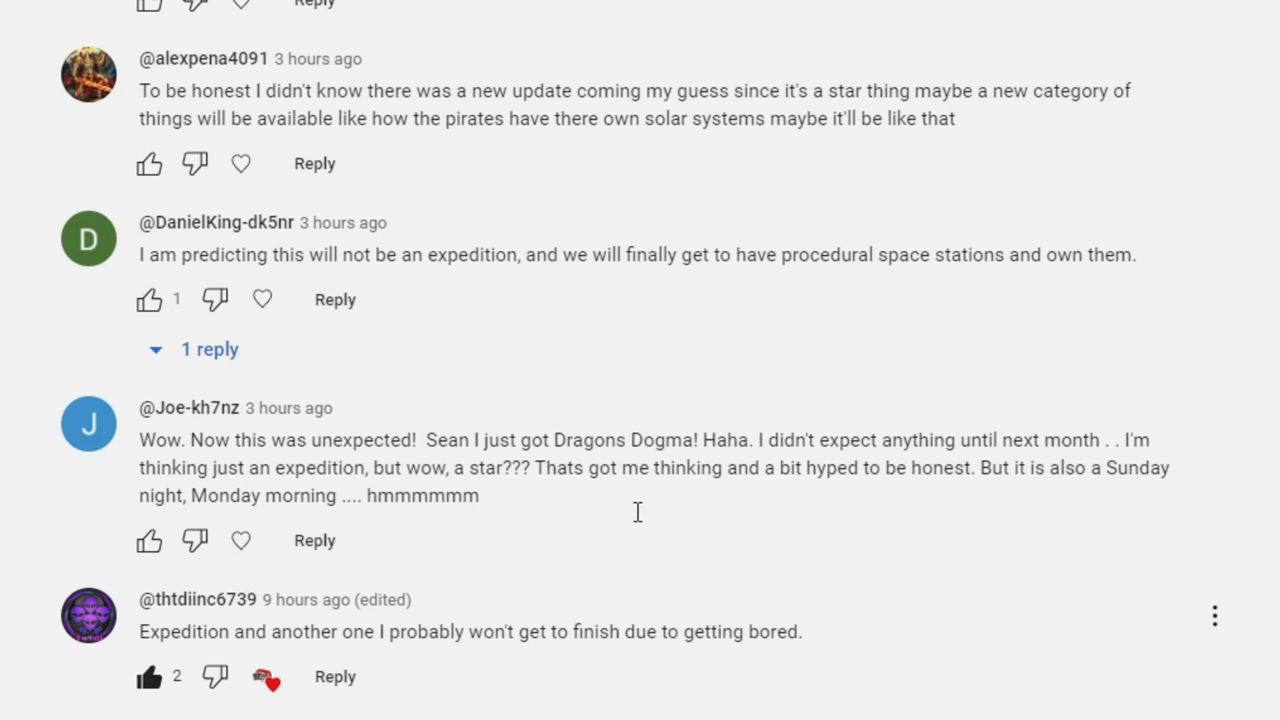 Reply
@alexpena4091 3 hours ago
To be honest I didn't know there was a new update coming my guess since it's a star thing maybe a new category of
things will be available like how the pirates have there own solar systems maybe it'll be like that
Reply
D
@DanielKing-dk5nr 3 hours ago
I am predicting this will not be an expedition, and we will finally get to have procedural space stations and own them.
1 Reply
1 reply
J
@Joe-kh7nz 3 hours ago
Wow. Now this was unexpected!  Sean I just got Dragons Dogma! Haha. I didn't expect anything until next month . . I'm
thinking just an expedition, but wow, a star??? Thats got me thinking and a bit hyped to be honest. But it is also a Sunday
night, Monday morning .... hmmmmmm
Reply
@thtdiinc6739 9 hours ago (edited)
Expedition and another one I probably won't get to finish due to getting bored.
2 Reply